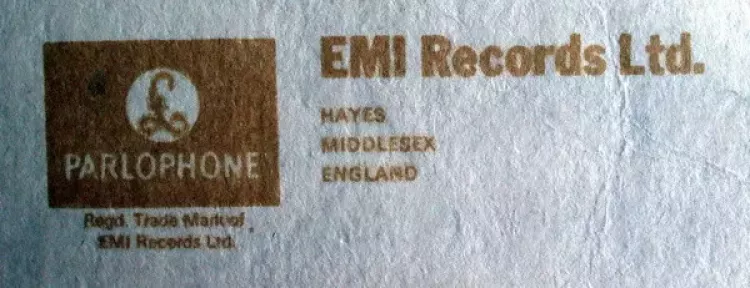 PARLOPHONE
Regd. Trade Mark of
EMI Records Ltd.
EMI Records Ltd.
HAYES
MIDDLESEX
ENGLAND